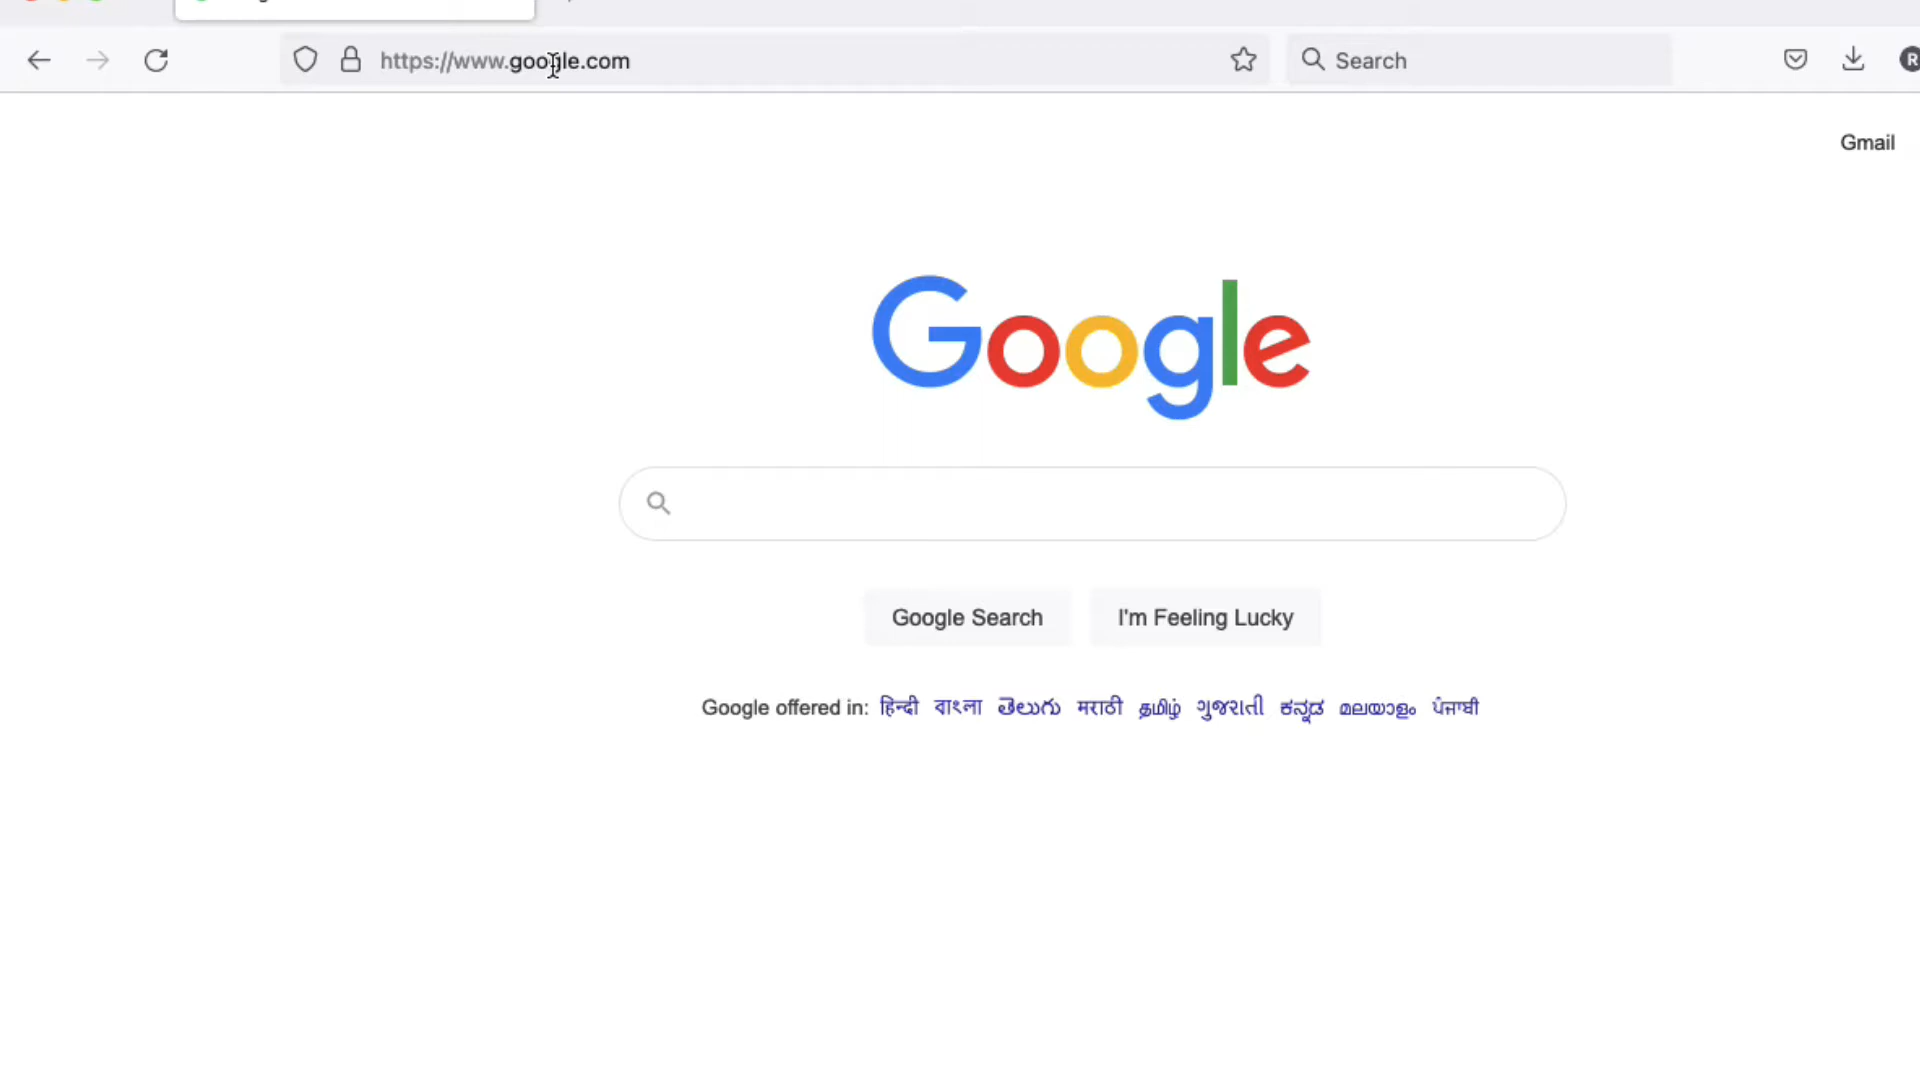 https://www.google.com
Search
R
Gmail
Google
Google Search
I'm Feeling Lucky
Google offered in: हिन्दी বাংলা తెలుగు मराठी தமிழ் ગુજરાતી ಕನ್ನಡ മലയാളം ਪੰਜਾਬੀ